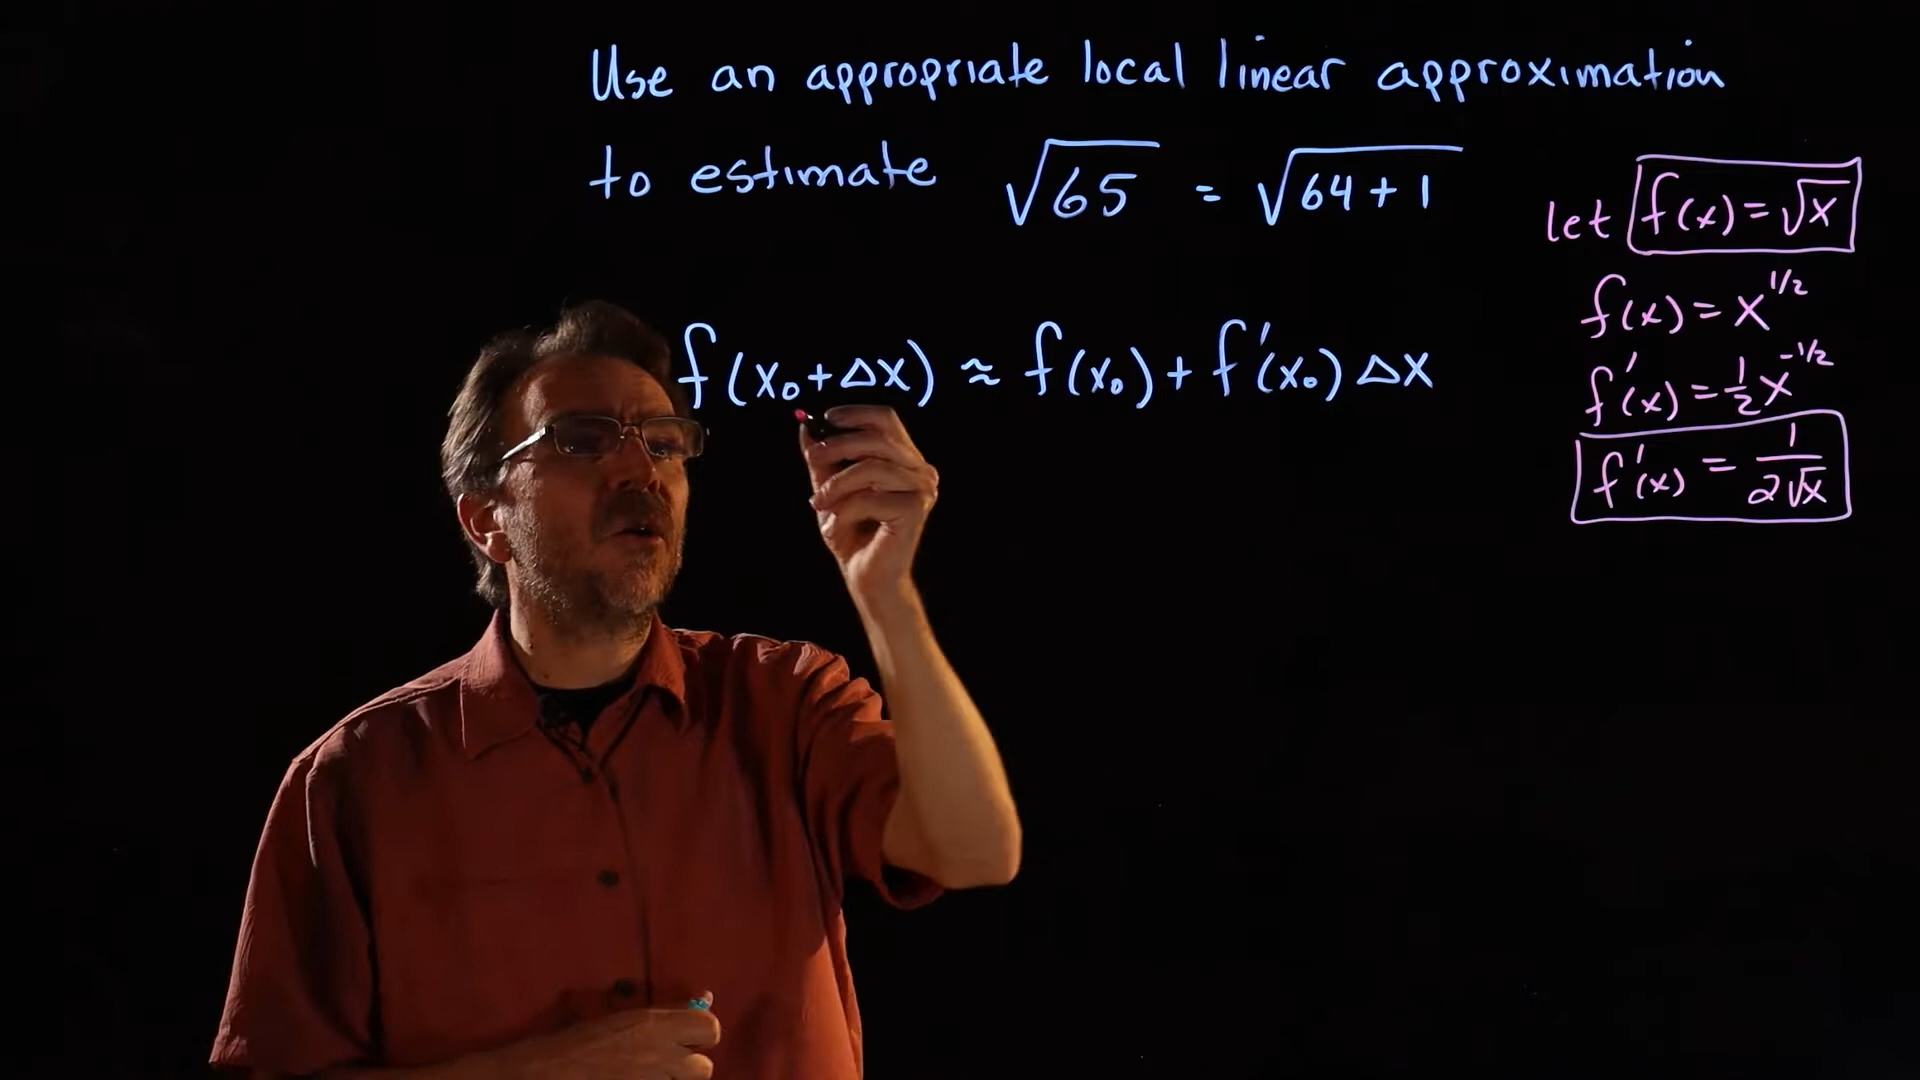 Use an appropriate local linear approximation
to estimate √65 = √64 + 1
f(x₀+Δx) ≈ f(x₀) + f'(x₀) Δx
let f(x) = √x
f(x) = x^1/2
f'(x) = 1/2 x^-1/2
f'(x) = 1/2√x